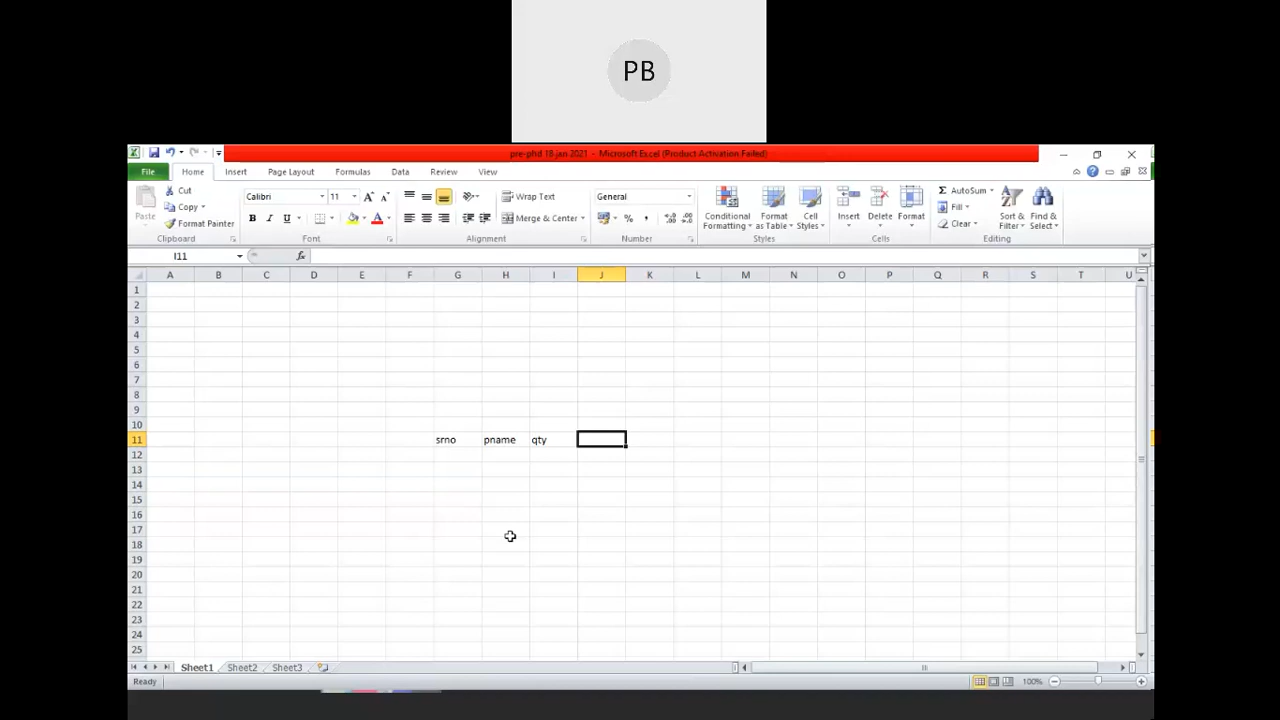 PB
pre-phd 18 jan 2021 - Microsoft Excel (Product Activation Failed)
File Home Insert Page Layout Formulas Data Review View
Cut
Copy
Format Painter
Paste
Clipboard
Calibri 11
B I U
Font
Wrap Text
Merge & Center
Alignment
General
%
Number
Conditional Formatting
Format as Table
Cell Styles
Styles
Insert
Delete
Format
Cells
AutoSum
Fill
Clear
Sort & Filter
Find & Select
Editing
I11
fx
A B C D E F G H I J K L M N O P Q R S T U
1
2
3
4
5
6
7
8
9
10
11 srno pname qty
12
13
14
15
16
17
18
19
20
21
22
23
24
25
Sheet1 Sheet2 Sheet3
Ready 100%